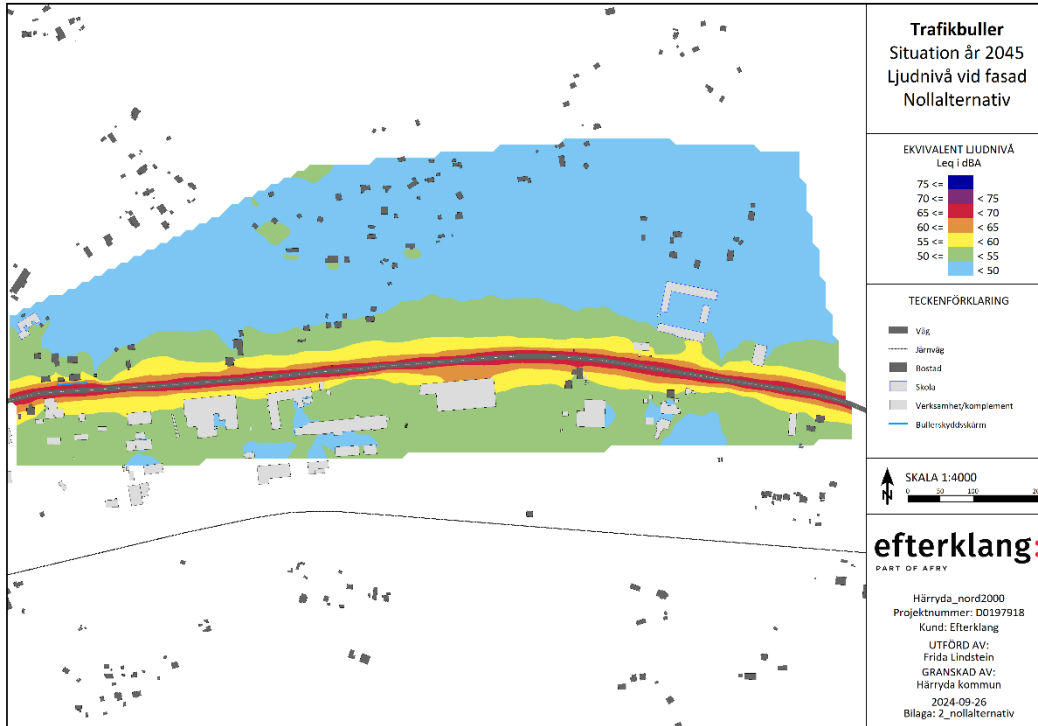 Trafikbuller
Situation år 2045
Ljudnivå vid fasad
Nollalternativ
EKVIVALENT LJUDNIVÅ
Leq i dBA
75 <=
70 <= < 75
65 <= < 70
60 <= < 65
55 <= < 60
50 <= < 55
< 50
TECKENFÖRKLARING
Väg
Järnväg
Bostad
Skola
Verksamhet/komplement
Bullerskyddsskärm
N
SKALA 1:4000
0 50 100 20
efterklang:
PART OF AFRY
Härryda_nord2000
Projektnummer: D0197918
Kund: Efterklang
UTFÖRD AV:
Frida Lindstein
GRANSKAD AV:
Härryda kommun
2024-09-26
Bilaga: 2_nollalternativ